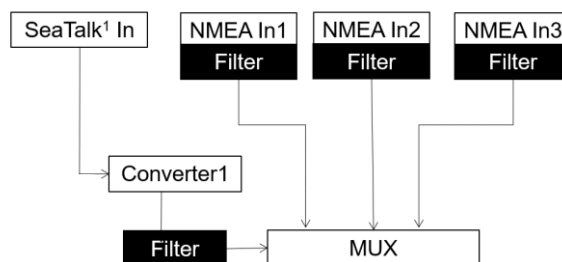 SeaTalk¹ In
NMEA In1
Filter
NMEA In2
Filter
NMEA In3
Filter
Converter1
Filter
MUX